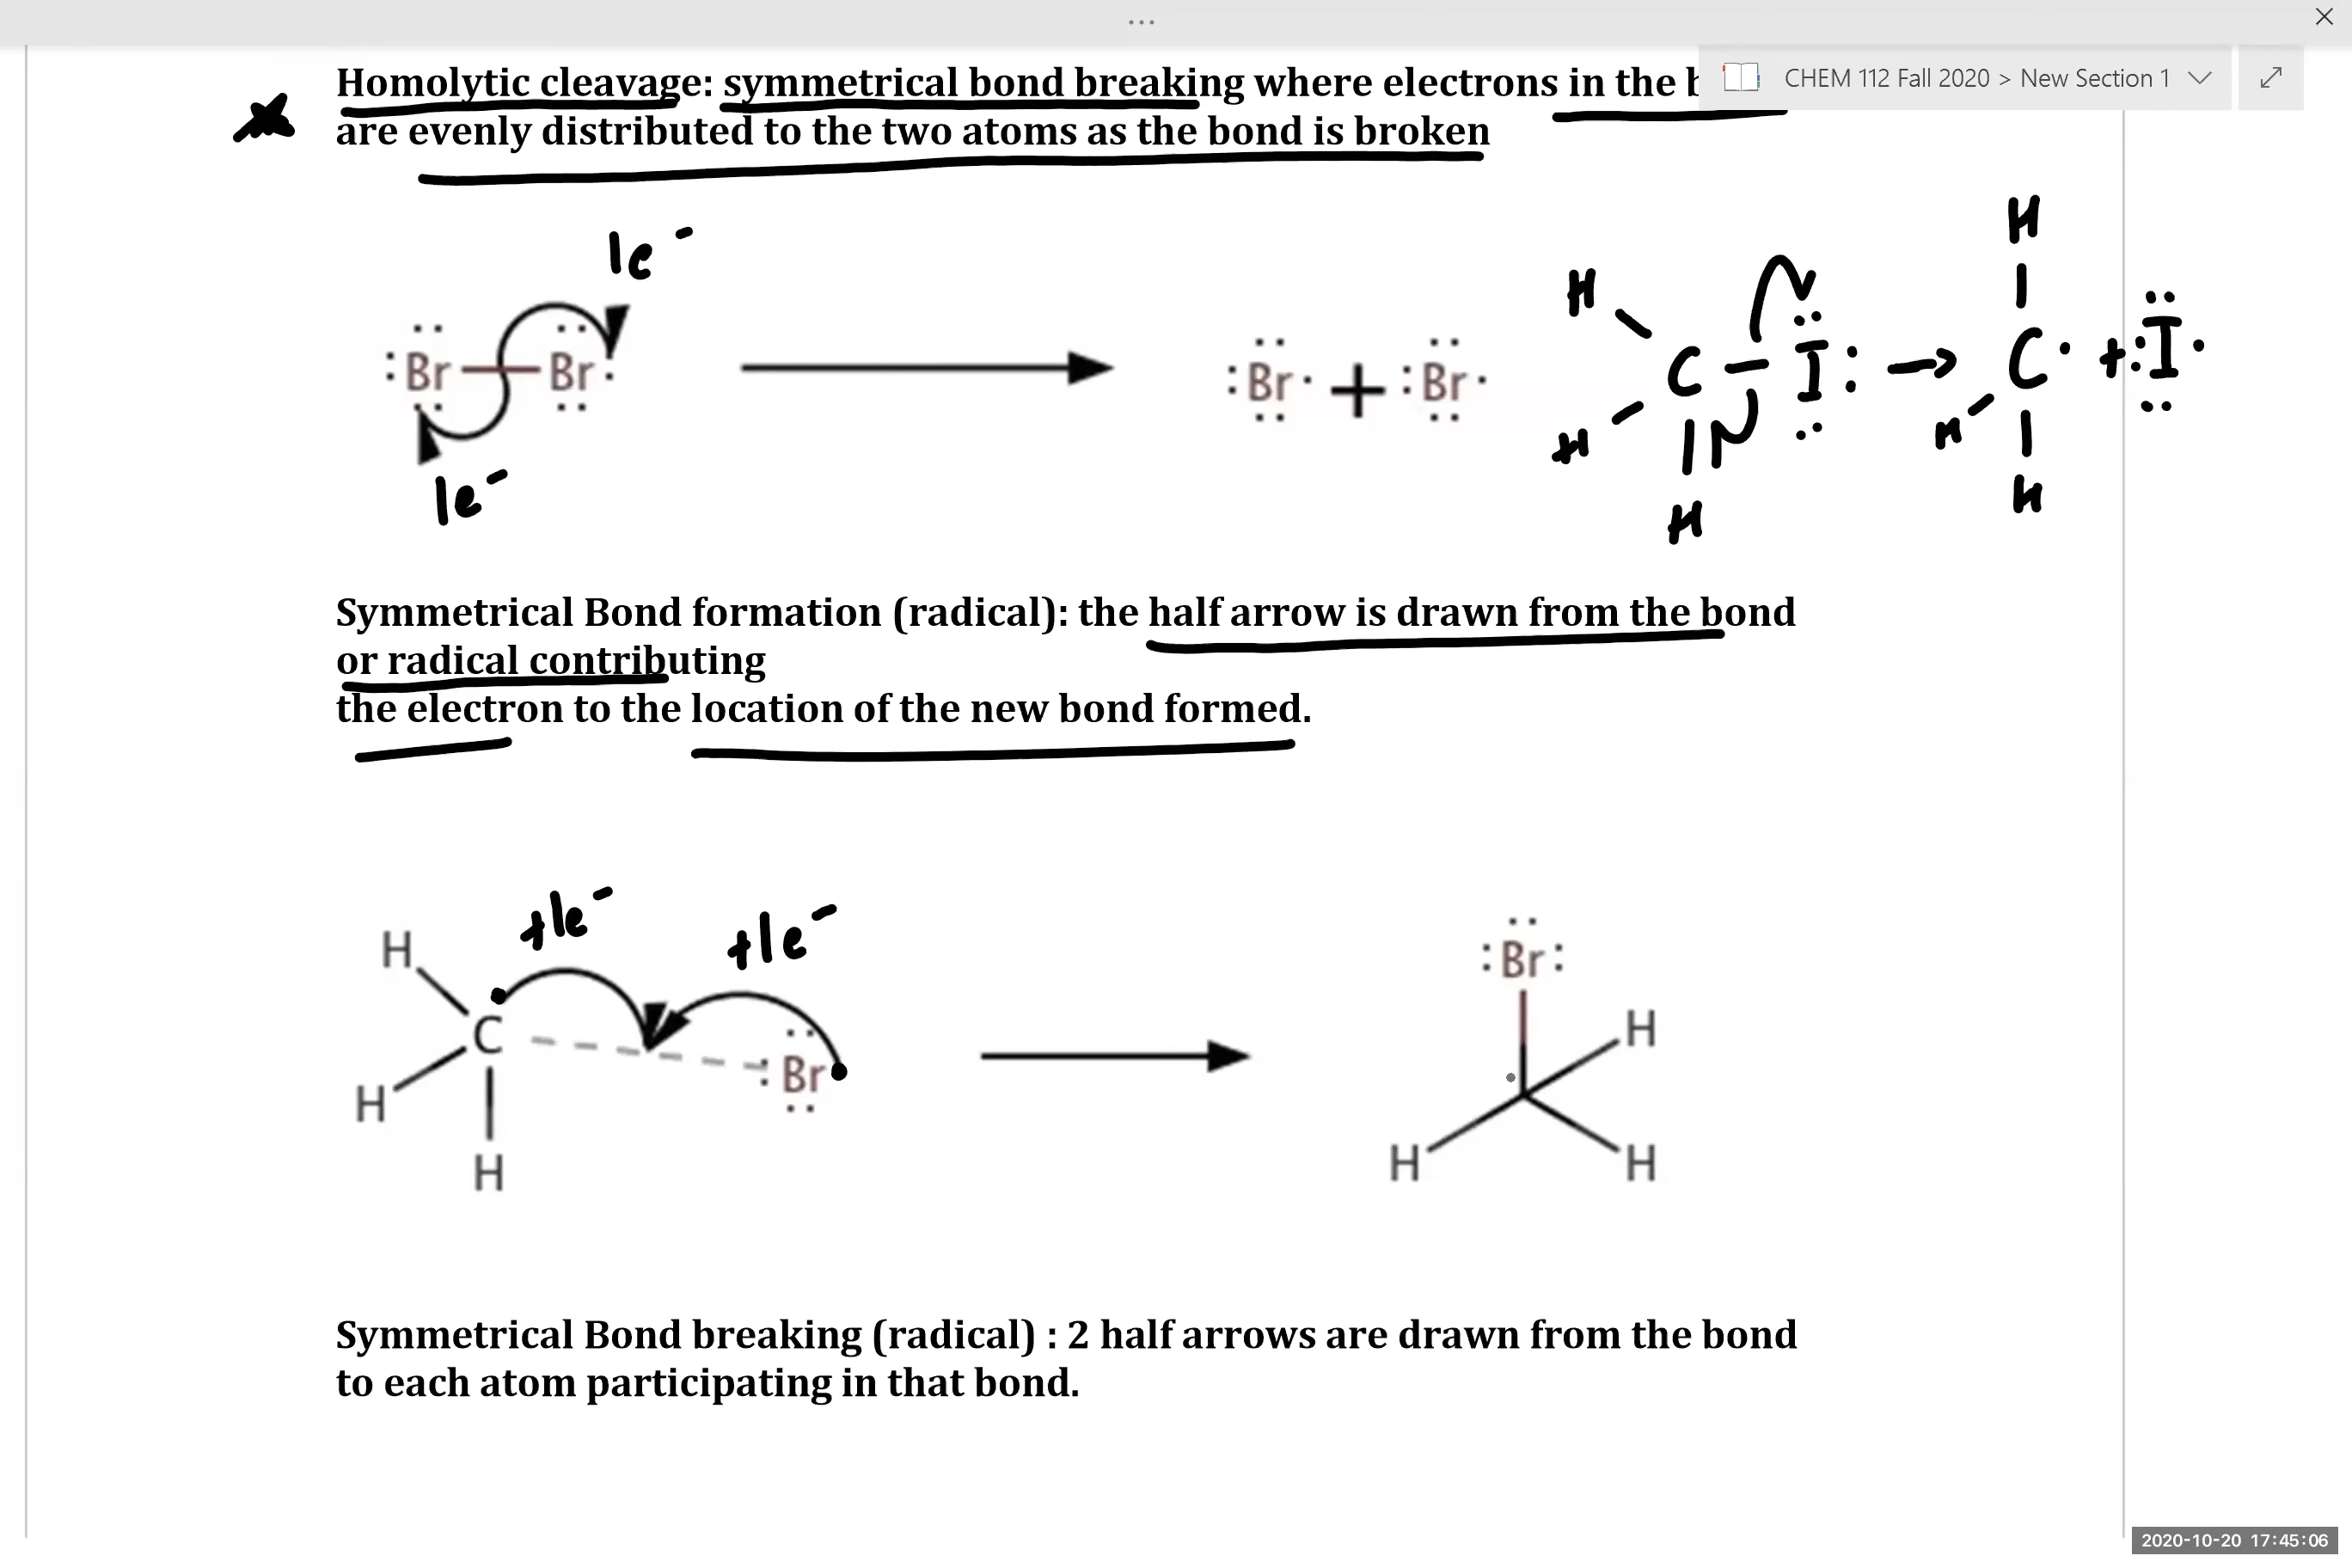 ...
CHEM 112 Fall 2020 > New Section 1
Homolytic cleavage: symmetrical bond breaking where electrons in the b
are evenly distributed to the two atoms as the bond is broken
1e-
:Br—Br:
1e-
:Br· + :Br·
H
H
C - I:
H
H
→
H
C· + :I·
H
H
Symmetrical Bond formation (radical): the half arrow is drawn from the bond
or radical contributing
the electron to the location of the new bond formed.
+1e-
+1e-
H
C
:Br
H
H
:Br:
H
H
H
Symmetrical Bond breaking (radical) : 2 half arrows are drawn from the bond
to each atom participating in that bond.
2020-10-20 17:45:06